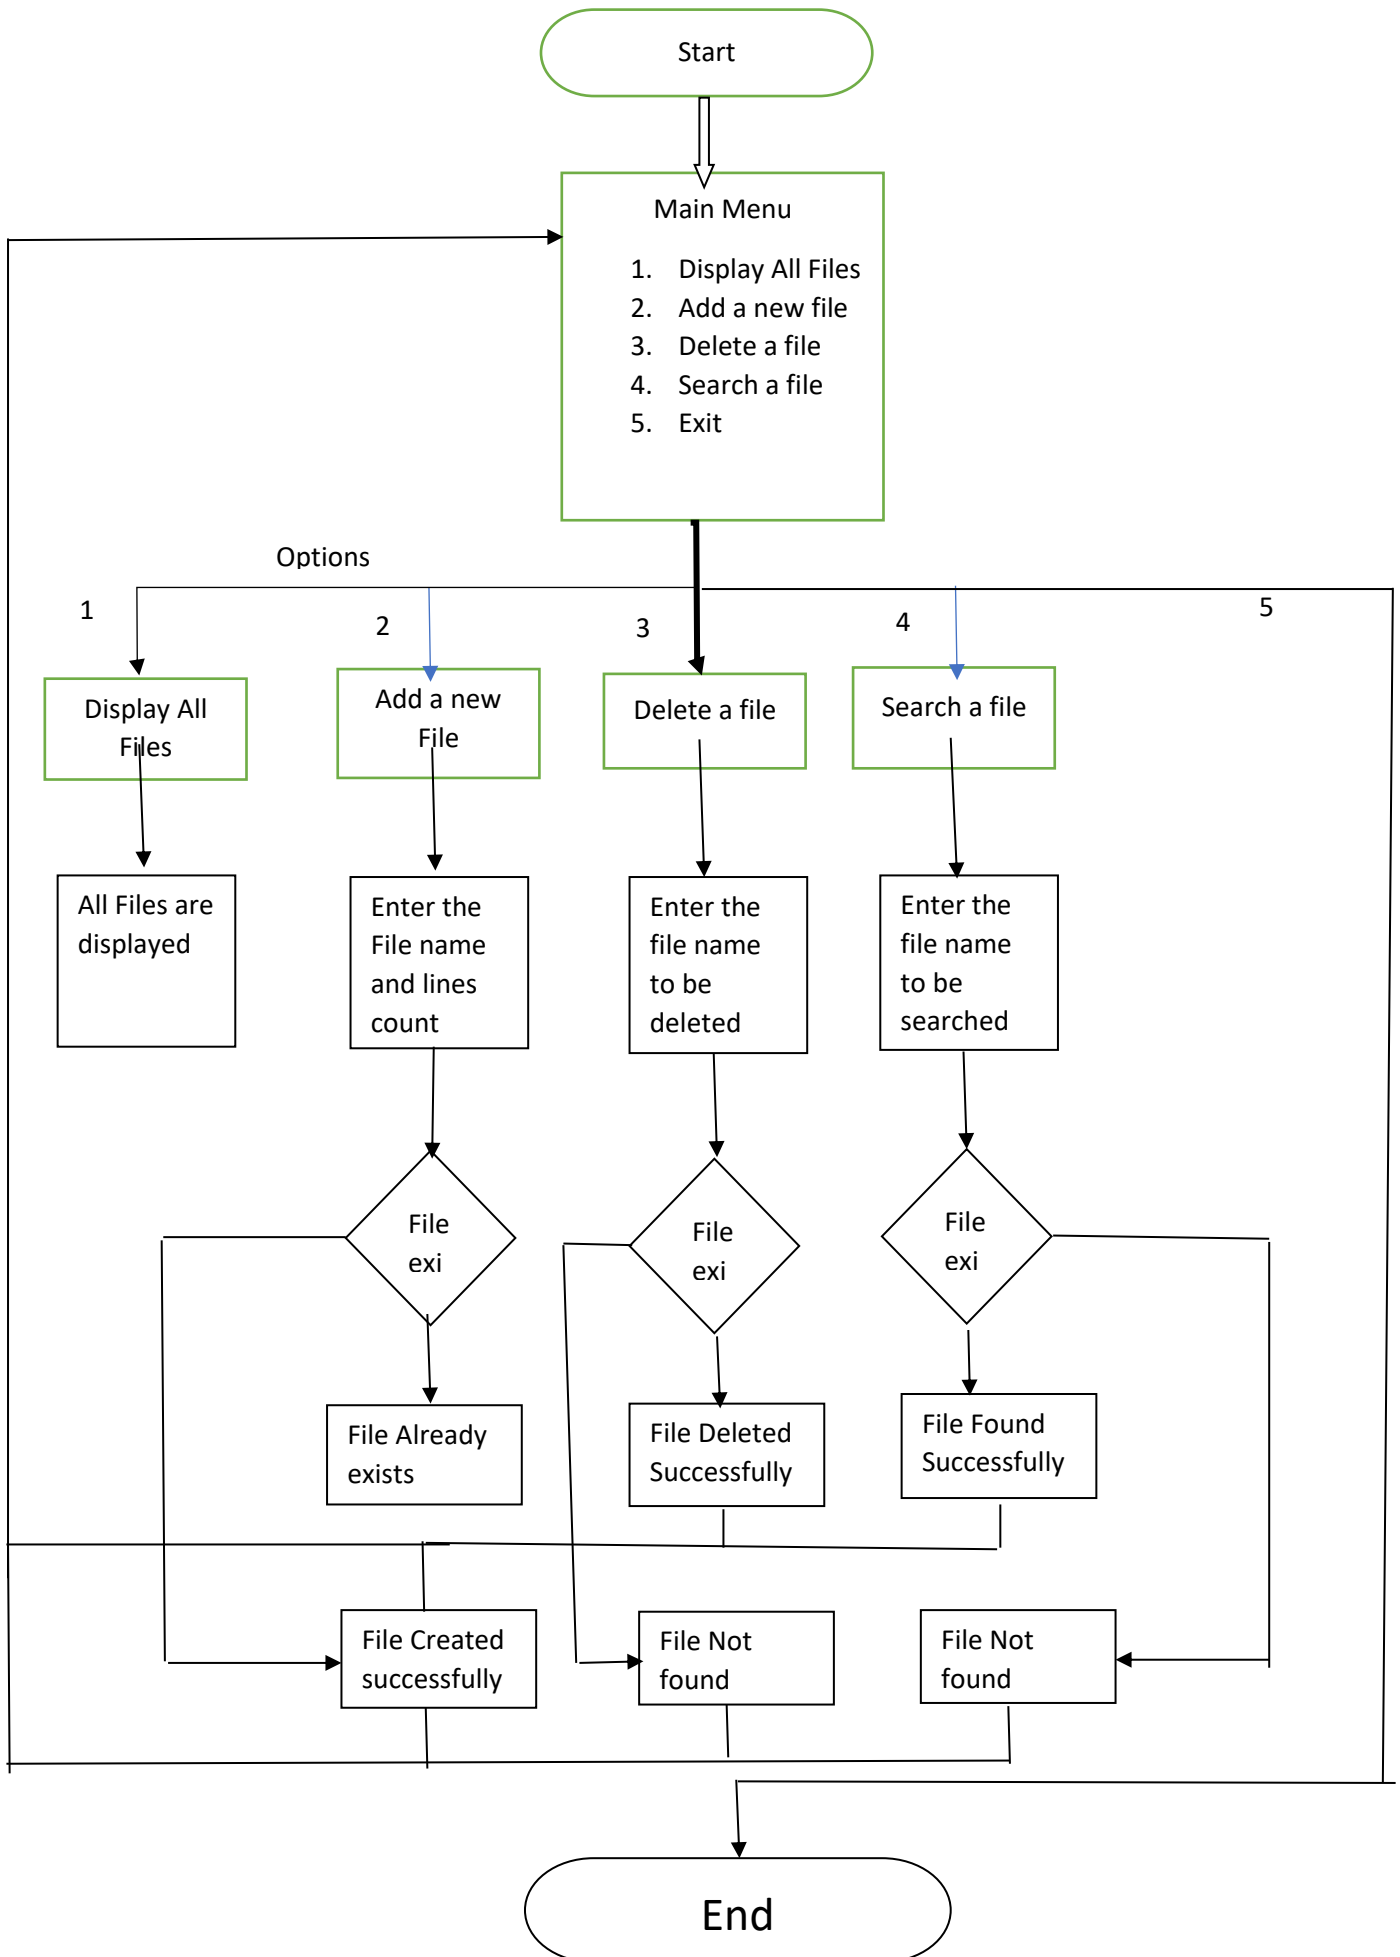 Start
Main Menu
1. Display All Files
2. Add a new file
3. Delete a file
4. Search a file
5. Exit
Options
1
2
3
4
5
Display All
Files
Add a new
File
Delete a file
Search a file
All Files are
displayed
Enter the
File name
and lines
count
Enter the
file name
to be
deleted
Enter the
file name
to be
searched
File
exi
File
exi
File
exi
File Already
exists
File Deleted
Successfully
File Found
Successfully
File Created
successfully
File Not
found
File Not
found
End